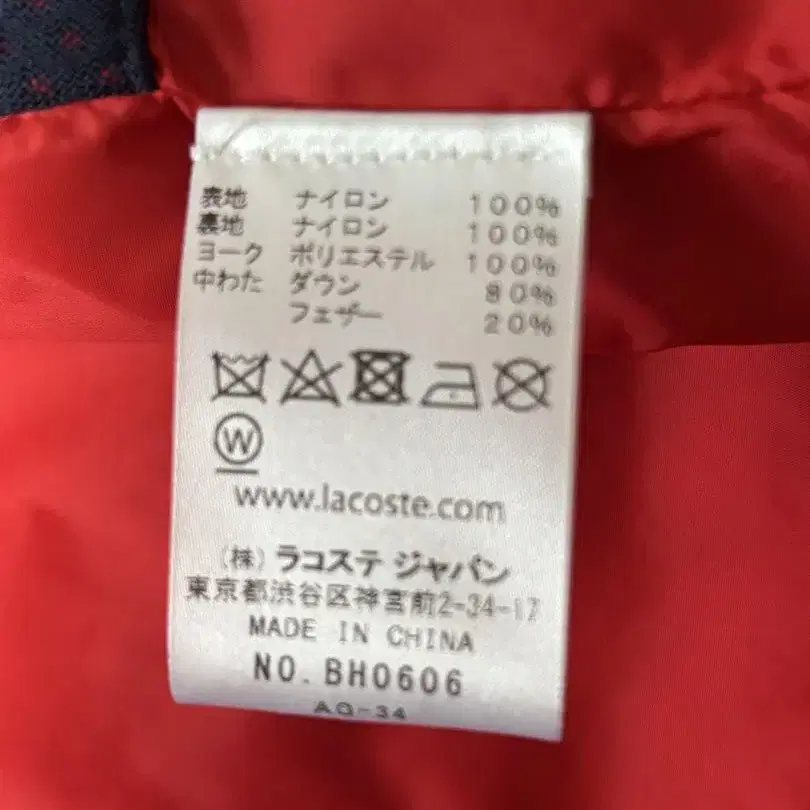 表地 ナイロン 100%
裏地 ナイロン 100%
ヨーク ポリエステル 100%
中わた ダウン 80%
フェザー 20%
W
www.lacoste.com
(株) ラコステ ジャパン
東京都渋谷区神宮前2-34-17
MADE IN CHINA
NO. BH0606
AQ-34